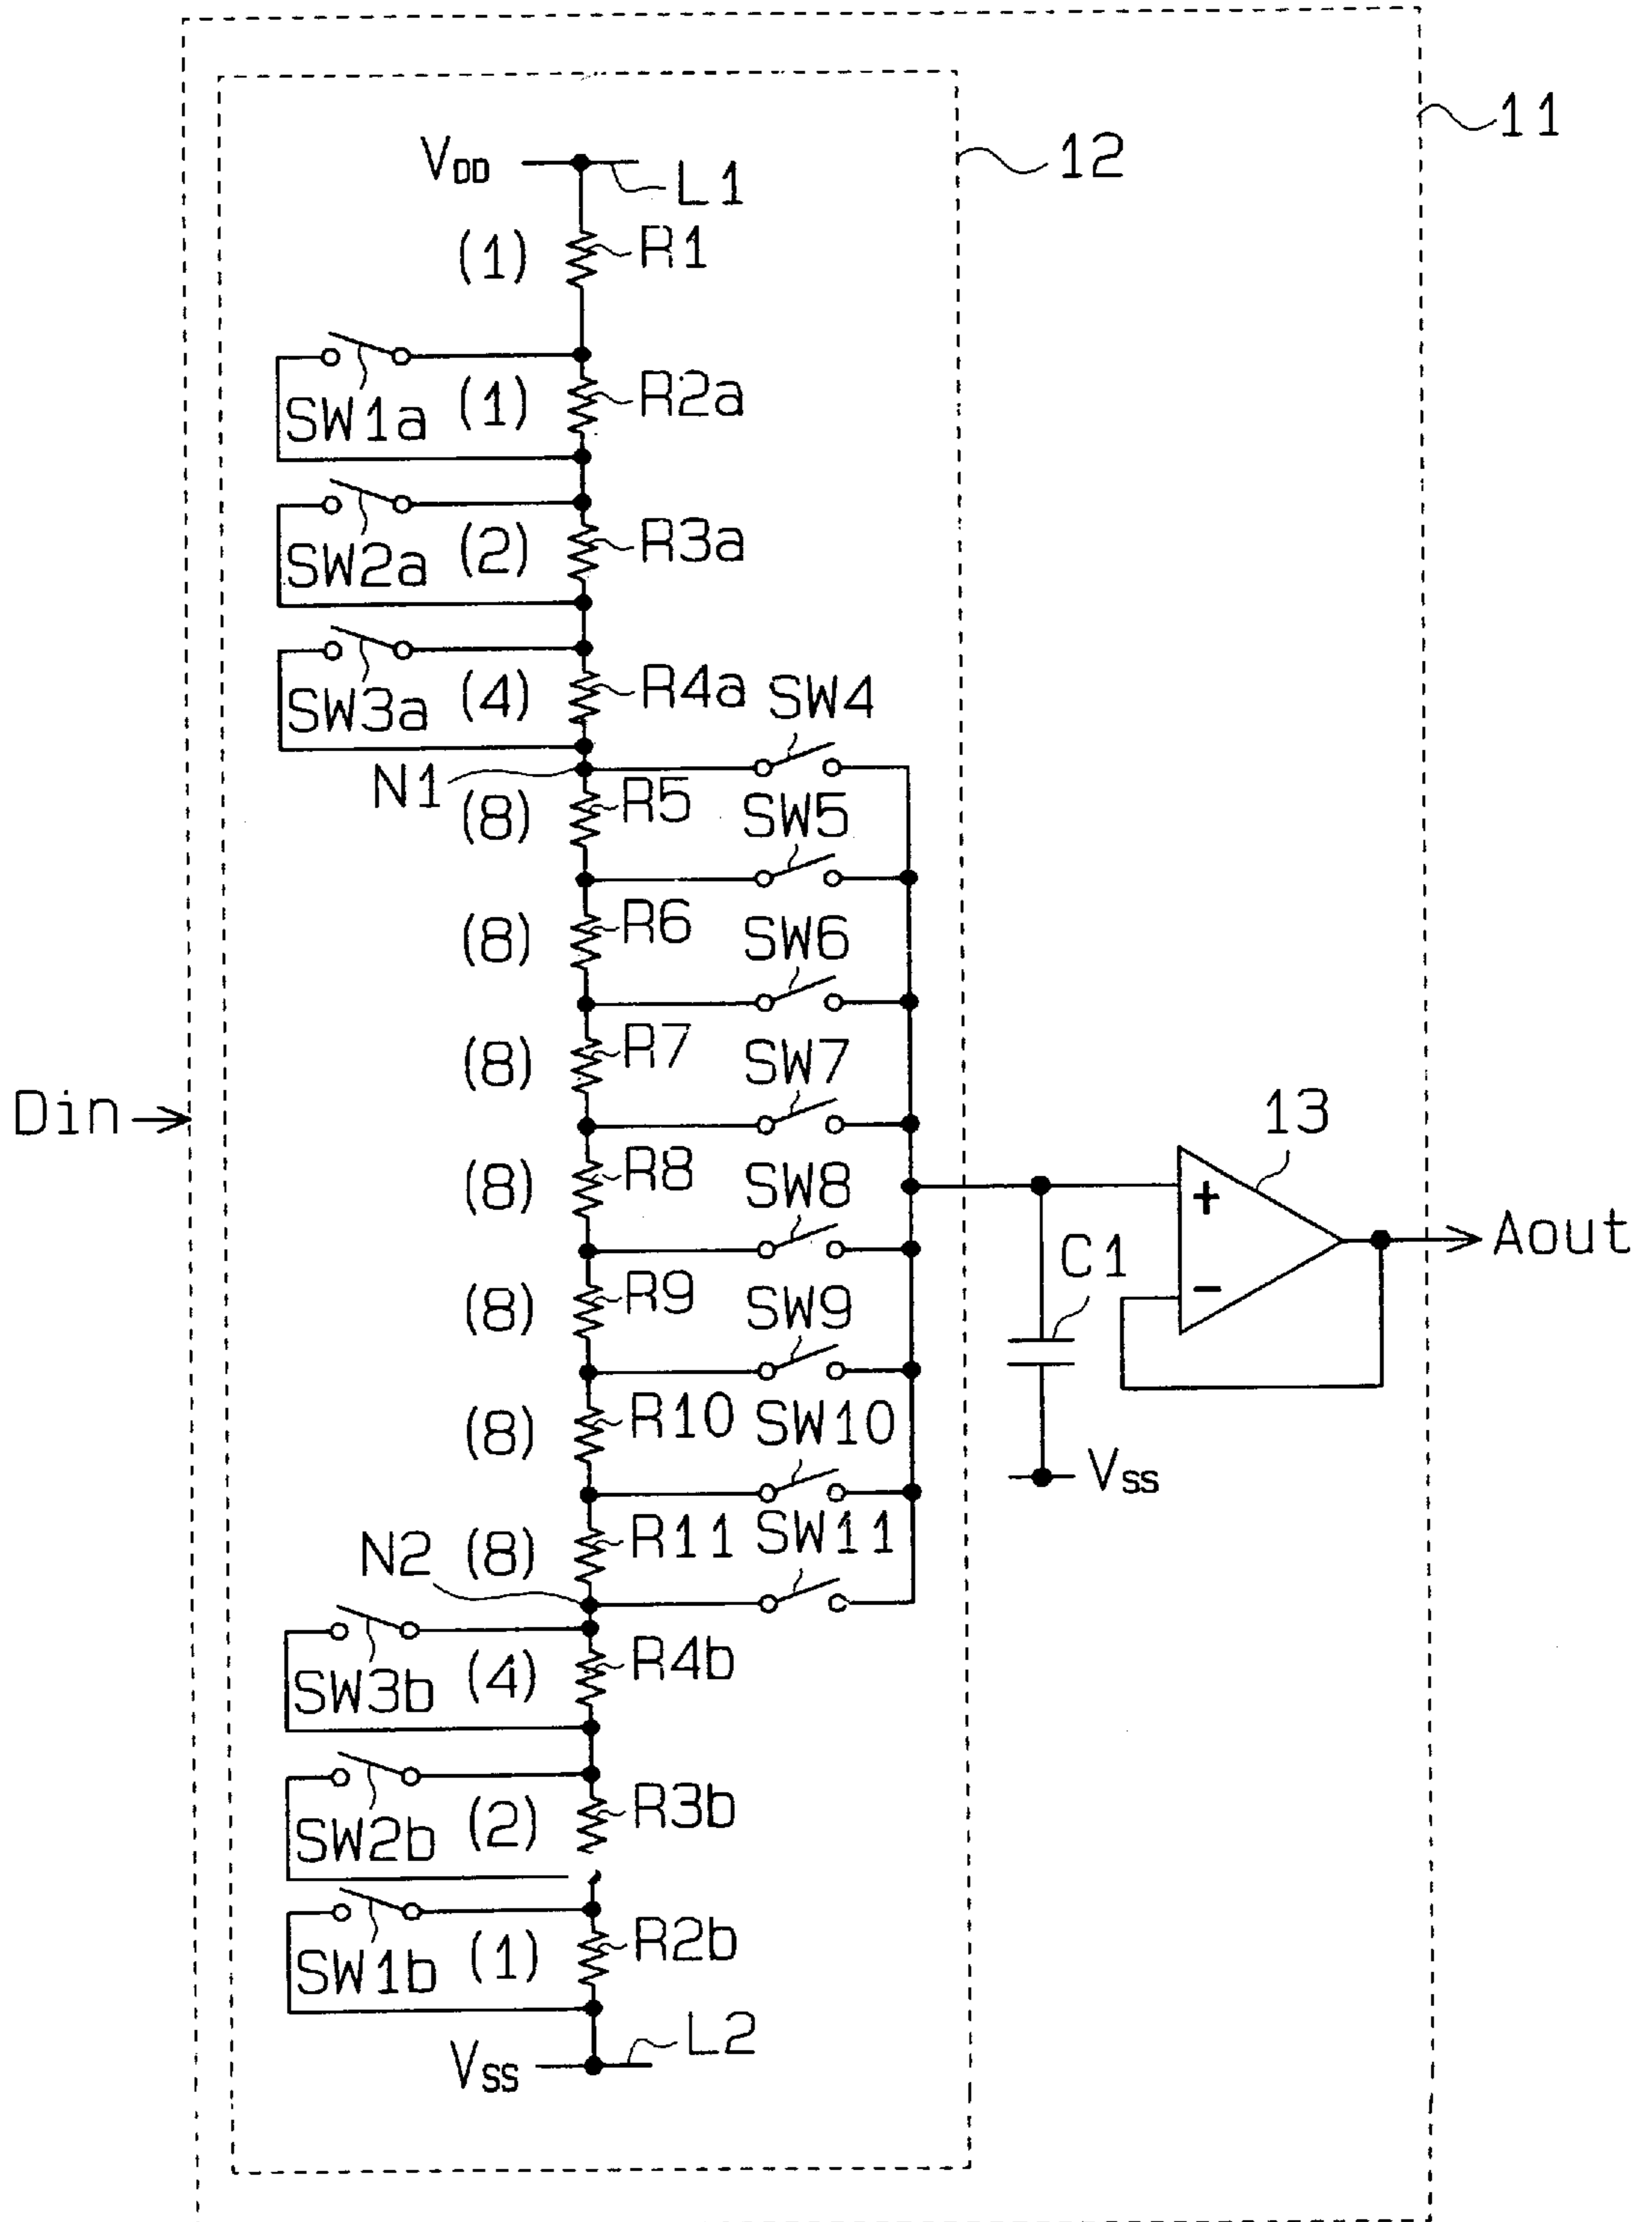 11
12
VDD
L1
(1)
R1
SW1a
(1)
R2a
SW2a
(2)
R3a
SW3a
(4)
R4a
SW4
N1
(8)
R5
SW5
(8)
R6
SW6
(8)
R7
SW7
Din
(8)
R8
SW8
13
(8)
R9
SW9
+
-
C1
Aout
(8)
R10
SW10
VSS
N2
(8)
R11
SW11
SW3b
(4)
R4b
SW2b
(2)
R3b
SW1b
(1)
R2b
VSS
L2